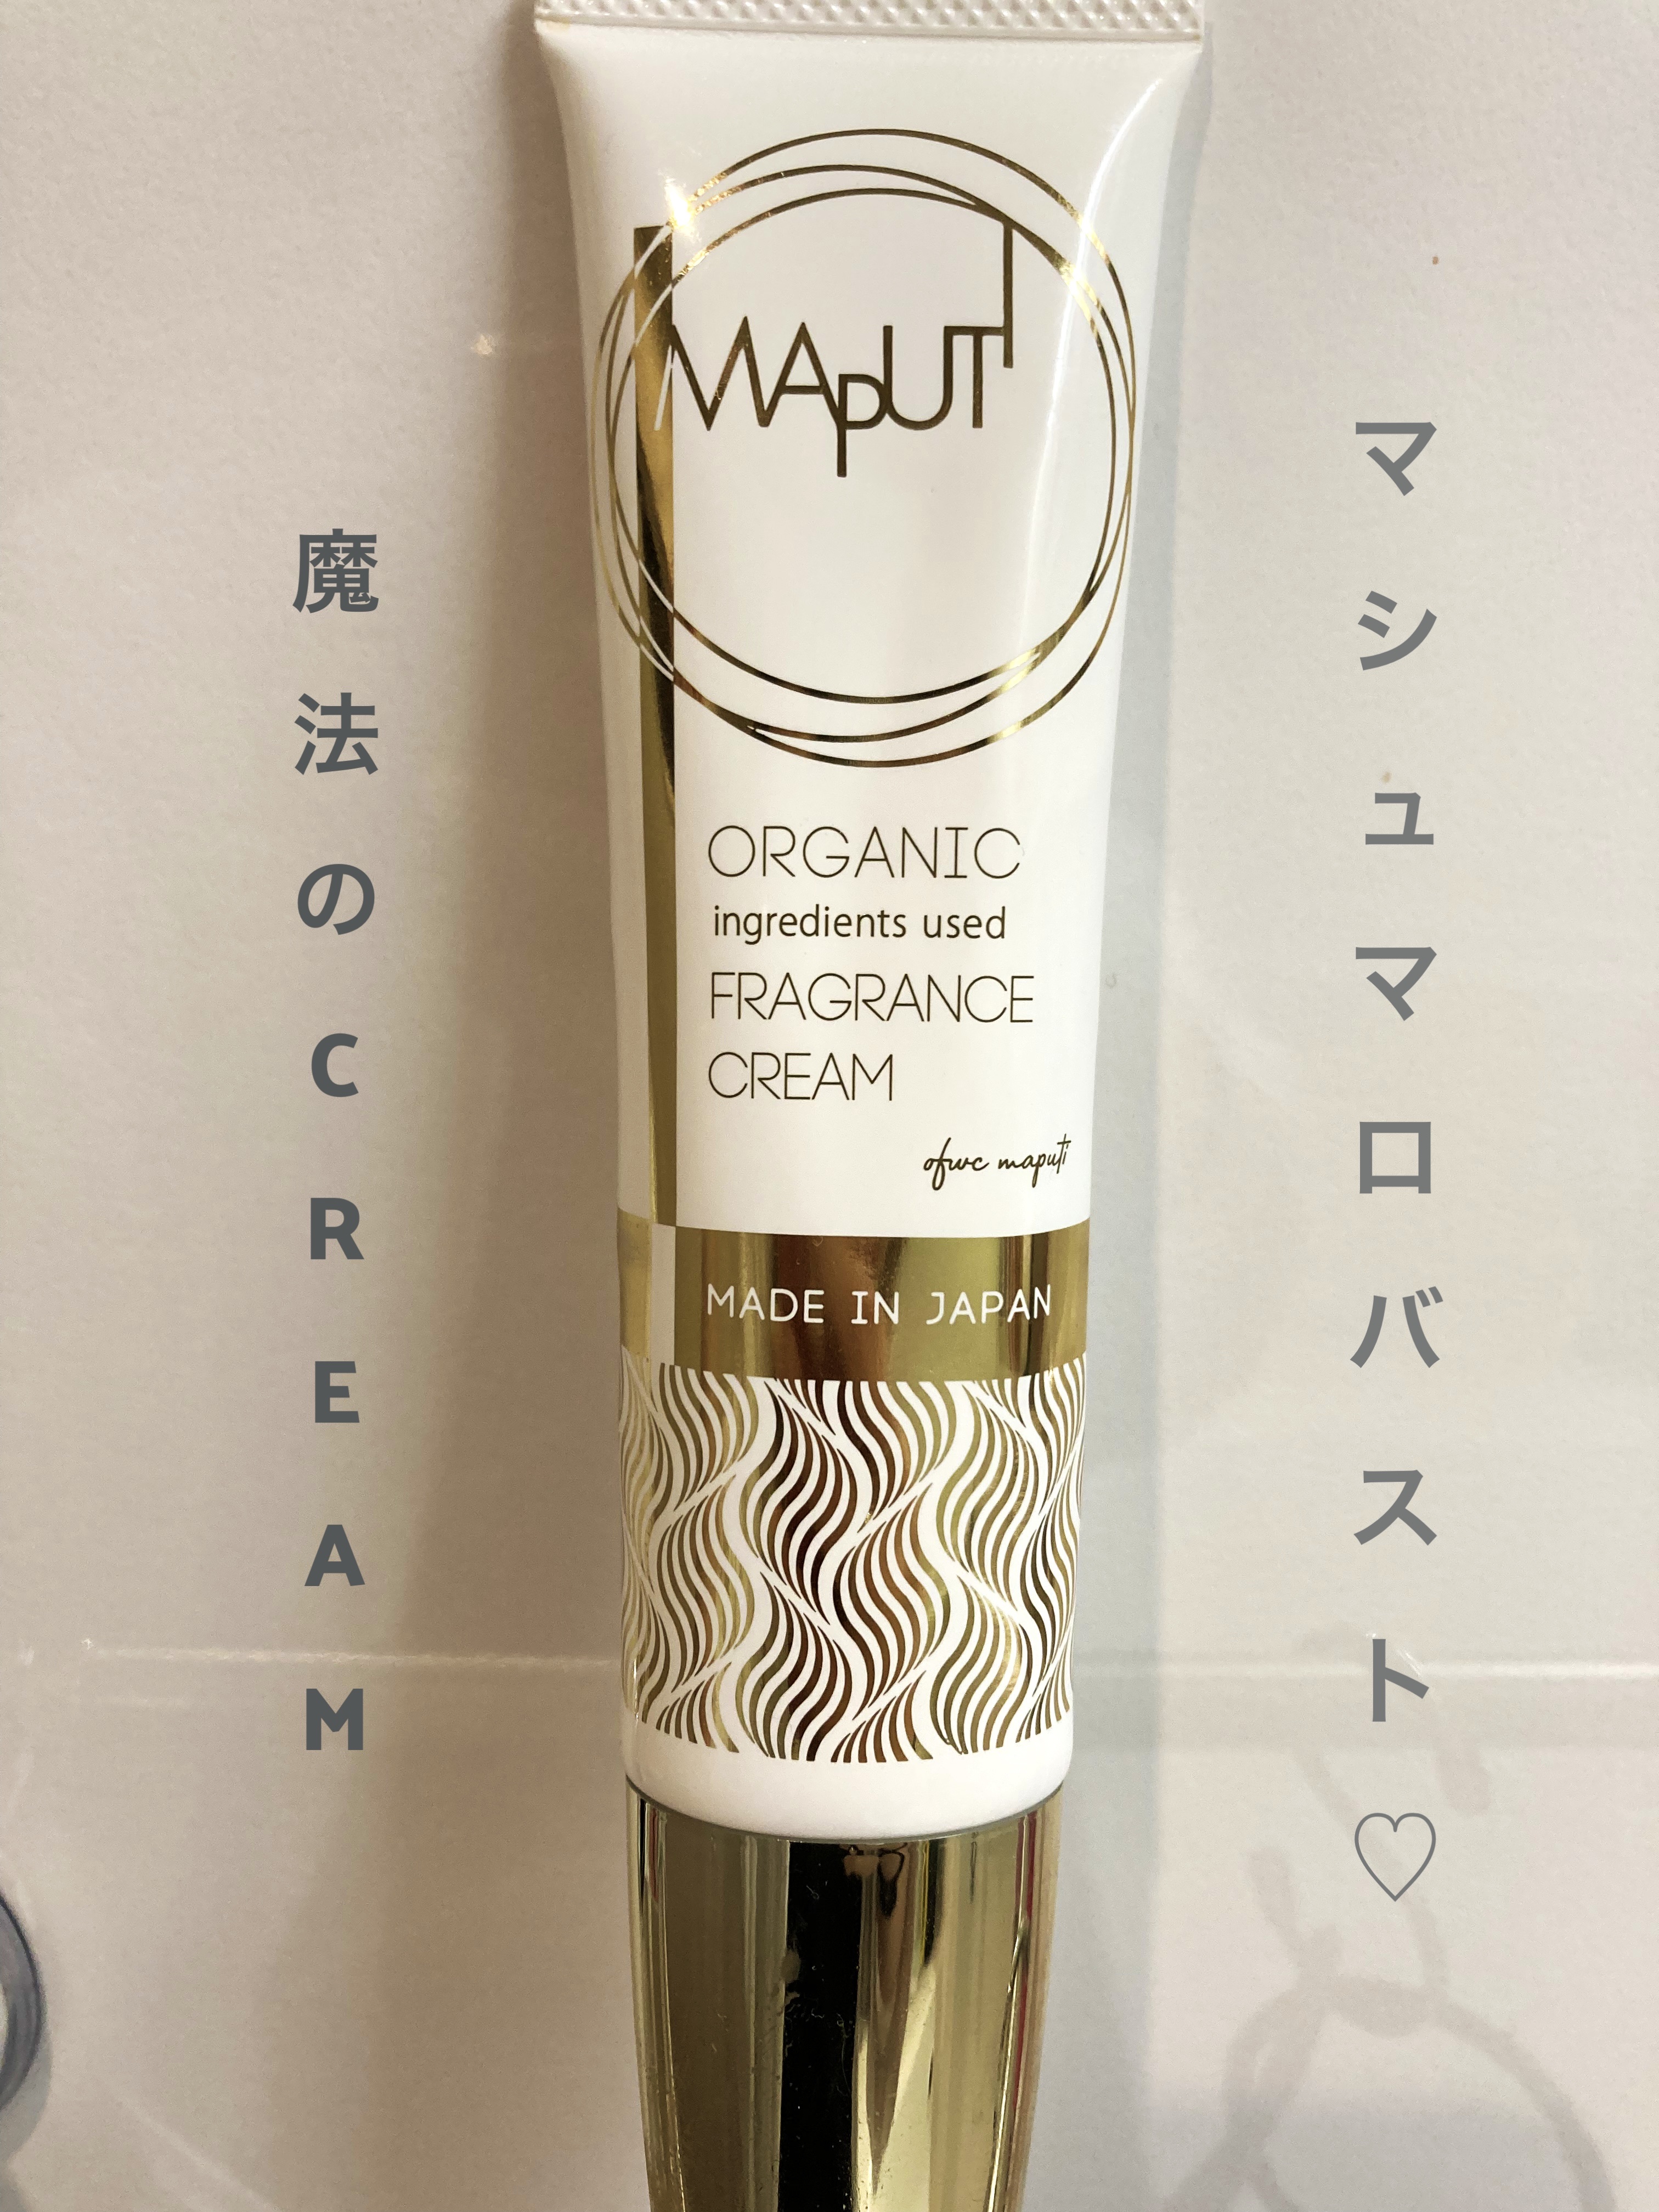 マシュマロバスト♡
魔法のCREAM
MApUTI
ORGANIC
ingredients used
FRAGRANCE
CREAM
ofwc maputi
MADE IN JAPAN